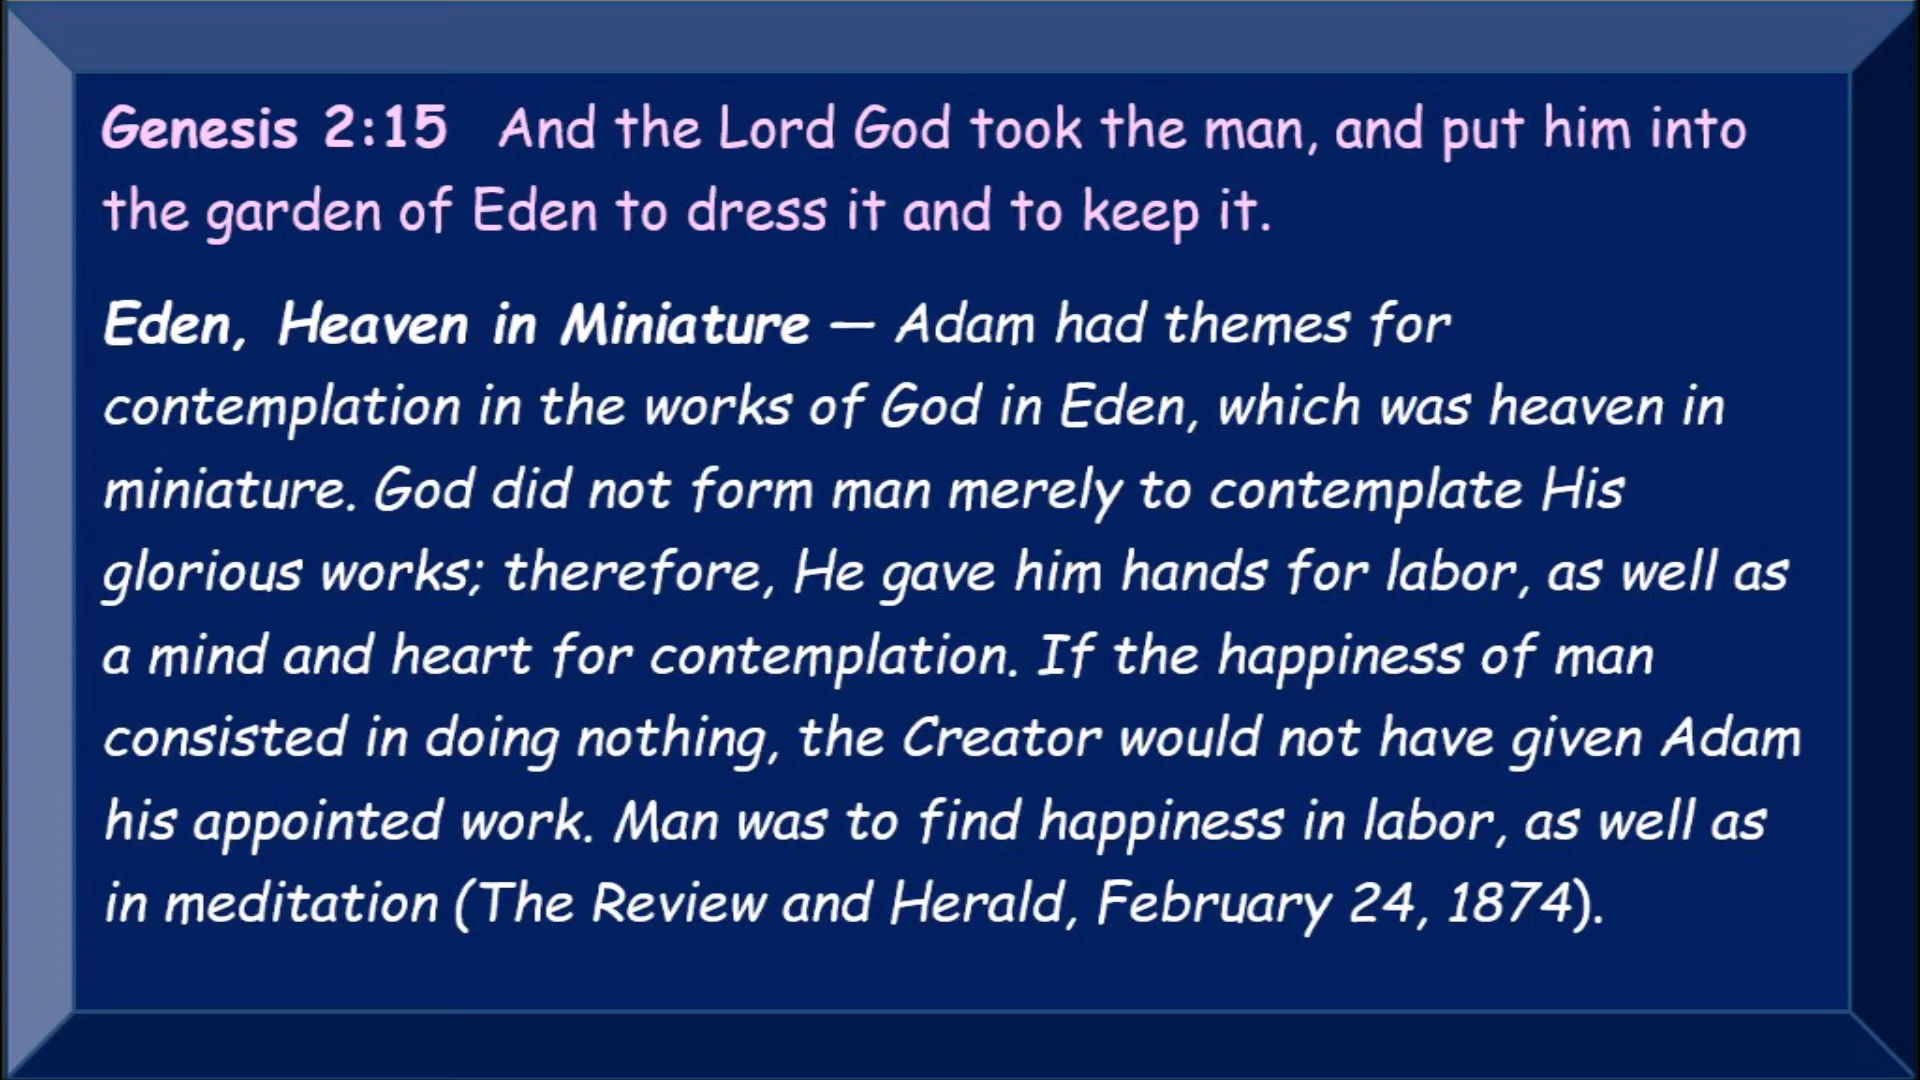 Genesis 2:15 And the Lord God took the man, and put him into
the garden of Eden to dress it and to keep it.
Eden, Heaven in Miniature — Adam had themes for
contemplation in the works of God in Eden, which was heaven in
miniature. God did not form man merely to contemplate His
glorious works; therefore, He gave him hands for labor, as well as
a mind and heart for contemplation. If the happiness of man
consisted in doing nothing, the Creator would not have given Adam
his appointed work. Man was to find happiness in labor, as well as
in meditation (The Review and Herald, February 24, 1874).